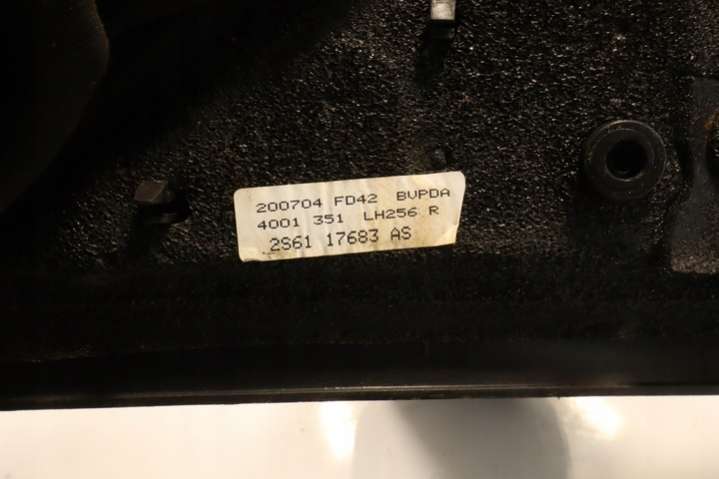 200704 FD42 BVPDA
4001 351 LH256 R
2S61 17683 AS